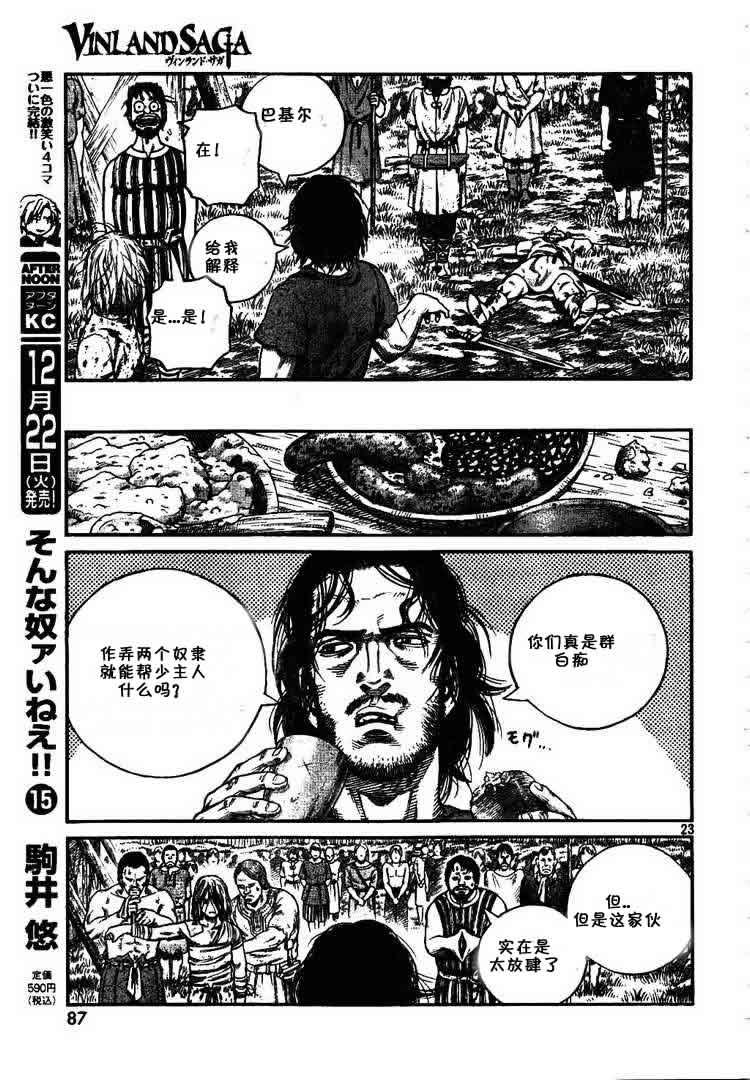 VINLAND SAGA
ヴィンランド・サガ
巴基尔
在!
给我
解释
是...是!
你们真是群
白痴
作弄两个奴隶
就能帮少主人
什么吗?
モグ...
23
但..
但是这家伙
实在是
太放肆了
悪一色の激笑い4コマ
ついに完結!!
AFTER
NOON
アフタ
ヌーン
KC
12月22日(火)発売!
そんな奴ァいねえ!!⑮
駒井 悠
定価
590円
(税込)
87